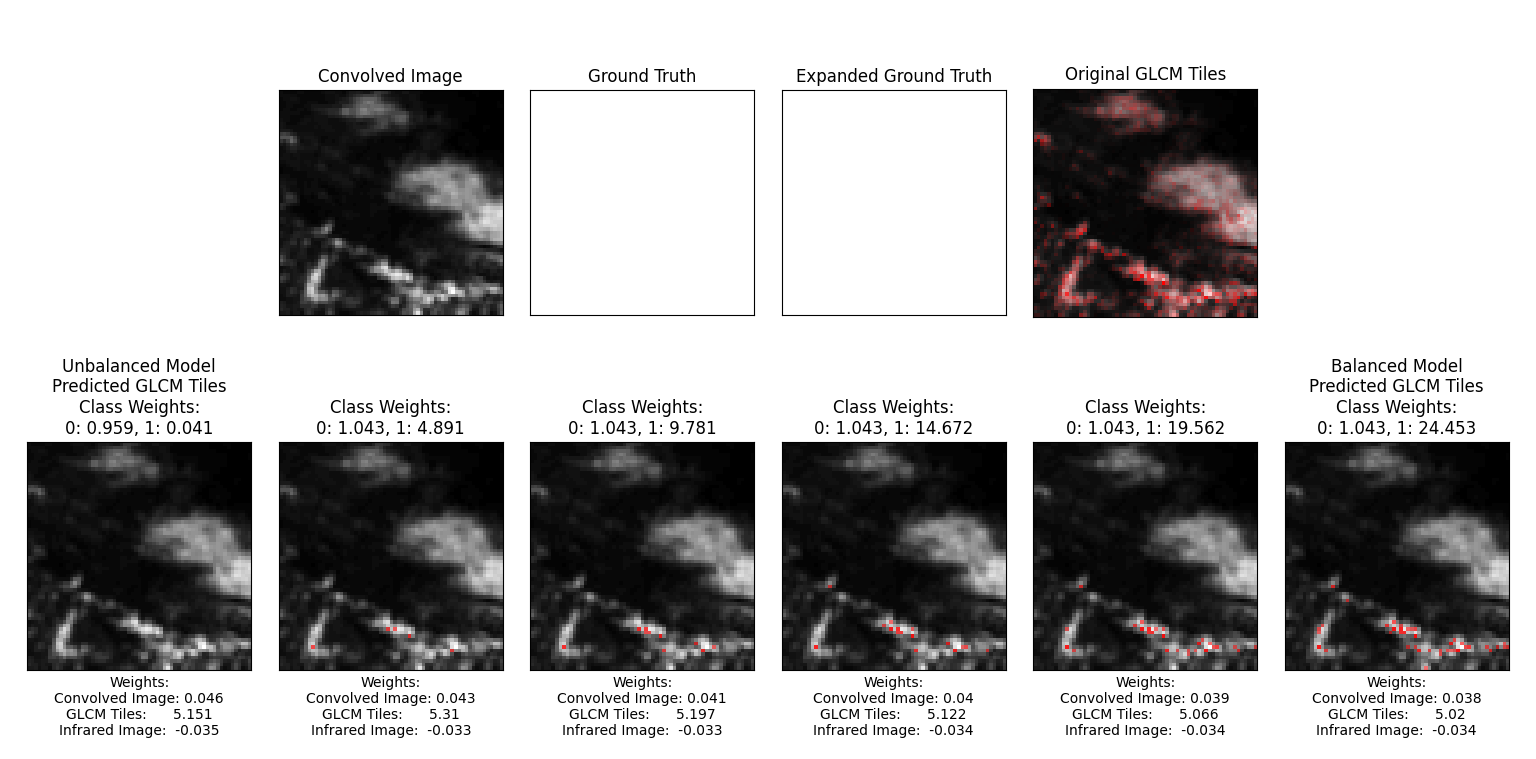 Convolved Image
Ground Truth
Expanded Ground Truth
Original GLCM Tiles
Unbalanced Model
Predicted GLCM Tiles
Class Weights:
0: 0.959, 1: 0.041
Class Weights:
0: 1.043, 1: 4.891
Class Weights:
0: 1.043, 1: 9.781
Class Weights:
0: 1.043, 1: 14.672
Class Weights:
0: 1.043, 1: 19.562
Balanced Model
Predicted GLCM Tiles
Class Weights:
0: 1.043, 1: 24.453
Weights:
Convolved Image: 0.046
GLCM Tiles: 5.151
Infrared Image: -0.035
Weights:
Convolved Image: 0.043
GLCM Tiles: 5.31
Infrared Image: -0.033
Weights:
Convolved Image: 0.041
GLCM Tiles: 5.197
Infrared Image: -0.033
Weights:
Convolved Image: 0.04
GLCM Tiles: 5.122
Infrared Image: -0.034
Weights:
Convolved Image: 0.039
GLCM Tiles: 5.066
Infrared Image: -0.034
Weights:
Convolved Image: 0.038
GLCM Tiles: 5.02
Infrared Image: -0.034